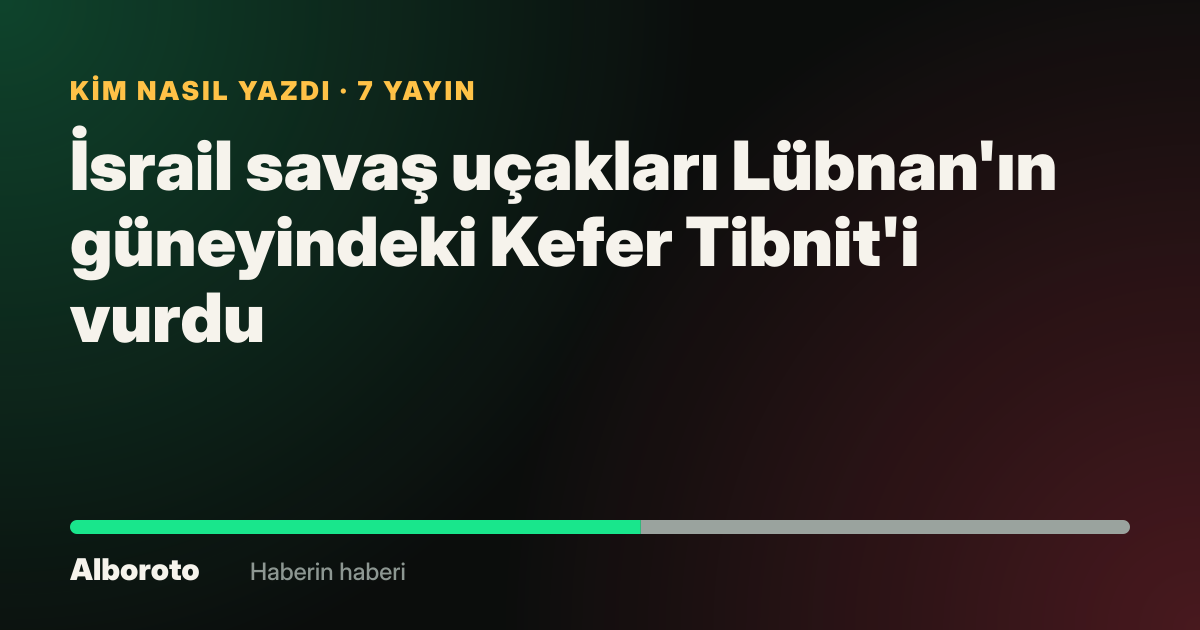 KİM NASIL YAZDI · 7 YAYIN
İsrail savaş uçakları Lübnan'ın
güneyindeki Kefer Tibnit'i
vurdu
Alboroto
Haberin haberi